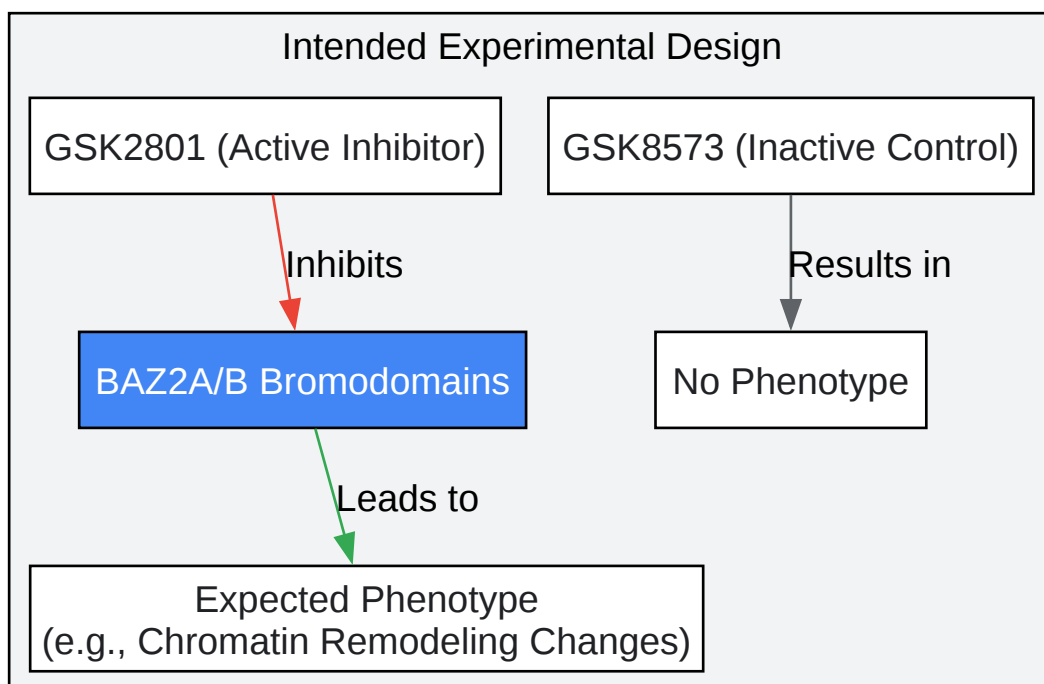 Intended Experimental Design
GSK2801 (Active Inhibitor)
GSK8573 (Inactive Control)
Inhibits
Results in
BAZ2A/B Bromodomains
No Phenotype
Leads to
Expected Phenotype
(e.g., Chromatin Remodeling Changes)